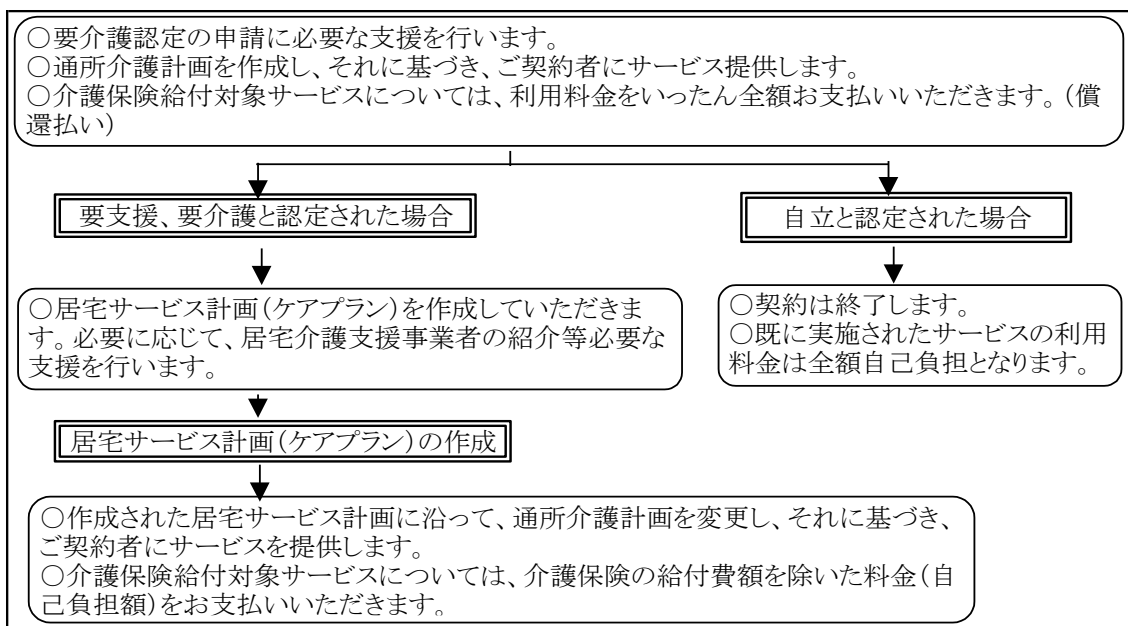 ○要介護認定の申請に必要な支援を行います。
○通所介護計画を作成し、それに基づき、ご契約者にサービス提供します。
○介護保険給付対象サービスについては、利用料金をいったん全額お支払いいただきます。(償
還払い)
要支援、要介護と認定された場合
自立と認定された場合
○居宅サービス計画(ケアプラン)を作成していただきま
す。必要に応じて、居宅介護支援事業者の紹介等必要な
支援を行います。
○契約は終了します。
○既に実施されたサービスの利用
料金は全額自己負担となります。
居宅サービス計画(ケアプラン)の作成
○作成された居宅サービス計画に沿って、通所介護計画を変更し、それに基づき、
ご契約者にサービスを提供します。
○介護保険給付対象サービスについては、介護保険の給付費額を除いた料金(自
己負担額)をお支払いいただきます。